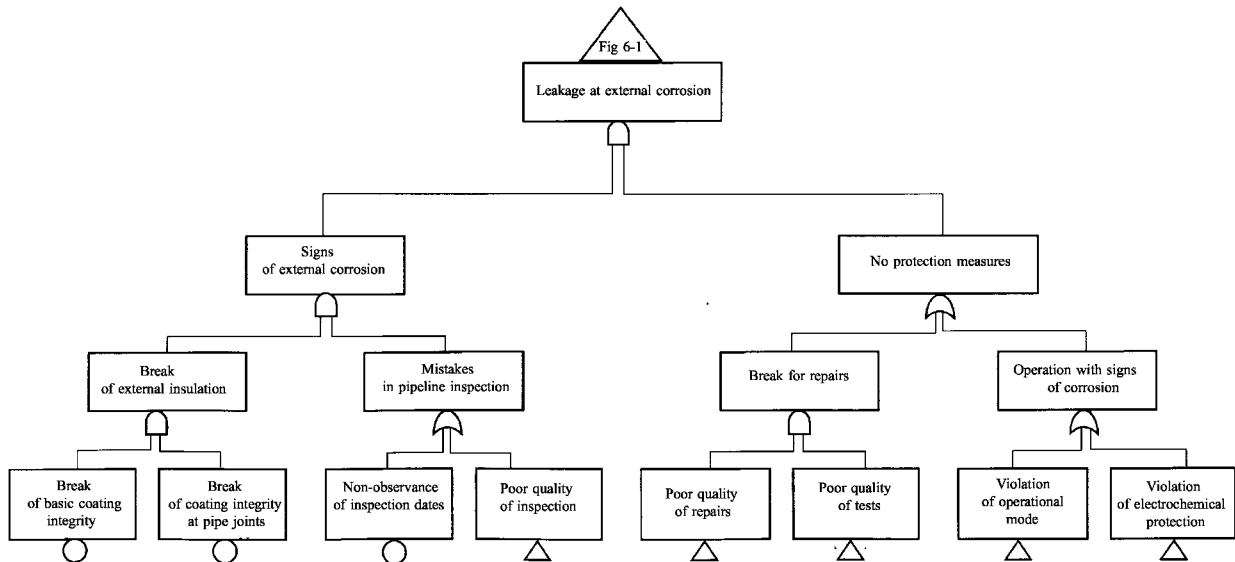 Fig 6-1
Leakage at external corrosion
Signs
of external corrosion
No protection measures
Break
of external insulation
Mistakes
in pipeline inspection
Break for repairs
Operation with signs
of corrosion
Break
of basic coating
integrity
Break
of coating integrity
at pipe joints
Non-observance
of inspection dates
Poor quality
of inspection
Poor quality
of repairs
Poor quality
of tests
Violation
of operational
mode
Violation
of electrochemical
protection